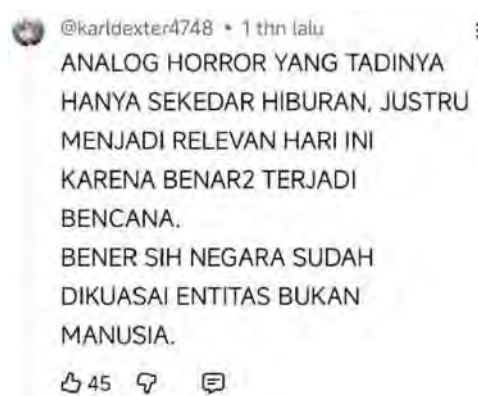 @karldexter4748 • 1 thn lalu
ANALOG HORROR YANG TADINYA
HANYA SEKEDAR HIBURAN, JUSTRU
MENJADI RELEVAN HARI INI
KARENA BENAR2 TERJADI
BENCANA.
BENER SIH NEGARA SUDAH
DIKUASAI ENTITAS BUKAN
MANUSIA.
45